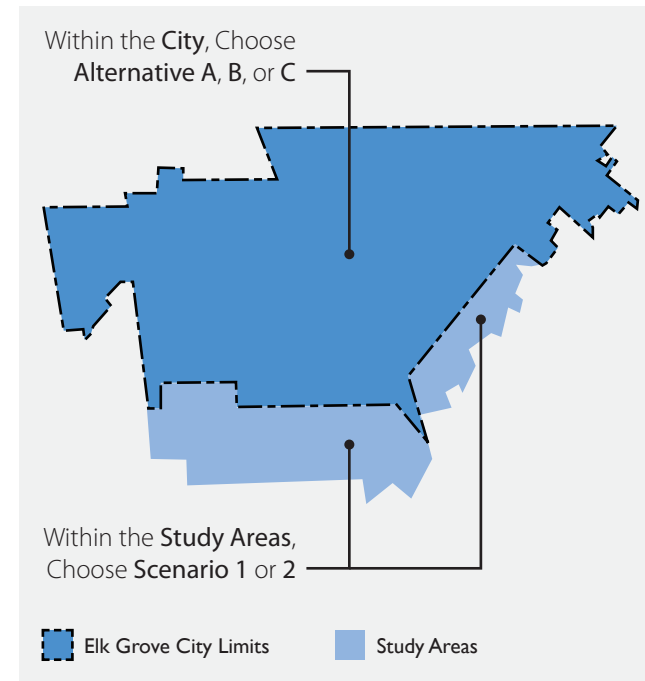 Within the City, Choose
Alternative A, B, or C
Within the Study Areas,
Choose Scenario 1 or 2
Elk Grove City Limits
Study Areas